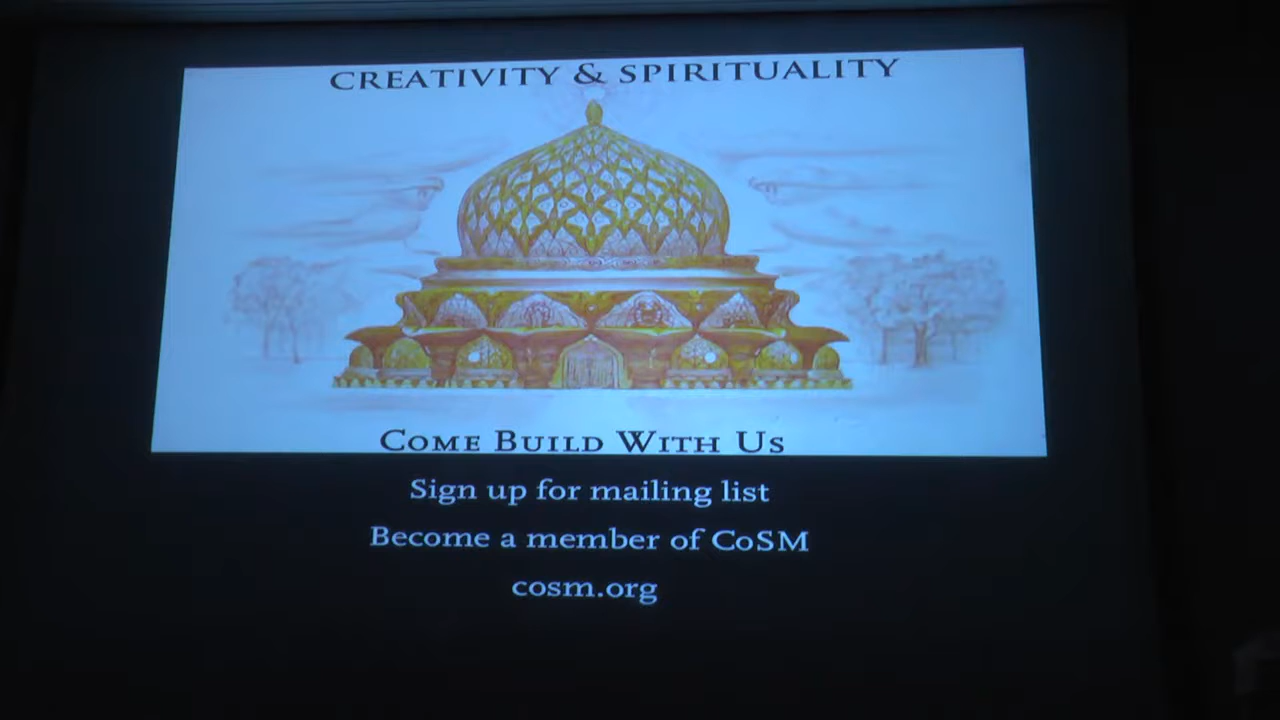 CREATIVITY & SPIRITUALITY
COME BUILD WITH US
Sign up for mailing list
Become a member of CoSM
cosm.org